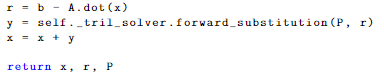 r = b - A.dot(x)
y = self._tril_solver.forward_substitution(P, r)
x = x + y
return x, r, P